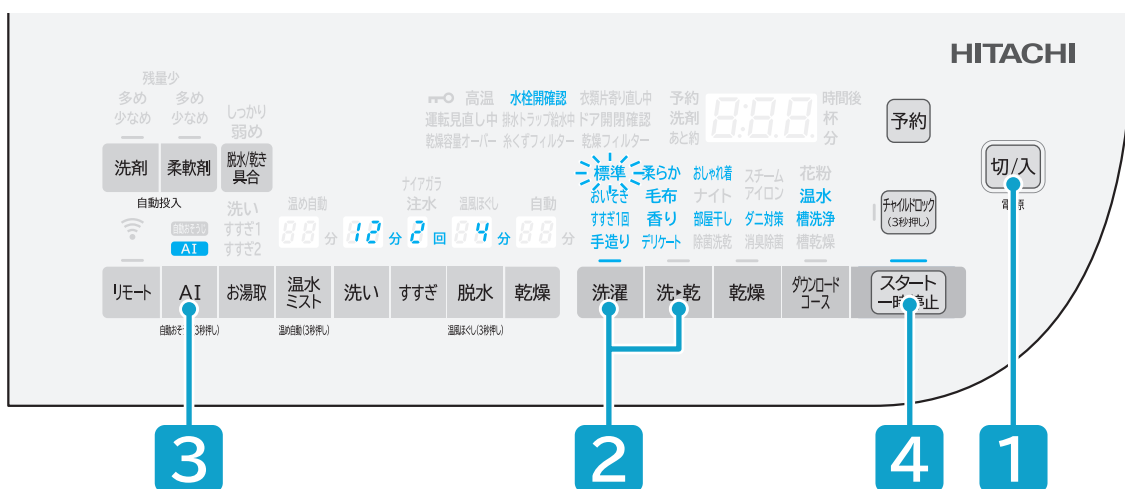 HITACHI
残量少
多め 多め しっかり
少なめ 少なめ 弱め
高温 水栓開確認 衣類片寄り直し中 予約 8:88 時間後
運転見直し中 排水トラップ給水中 ドア開閉確認 洗剤 杯
乾燥容量オーバー 糸くずフィルター 乾燥フィルター あと約 分
予約
洗剤 柔軟剤 脱水/乾き具合
自動投入
切/入
チャイルドロック
(3秒押し)
標準 柔らか おしゃれ着 スチーム 花粉
おいそぎ 毛布 ナイト アイロン 温水
すすぎ1回 香り 部屋干し ダニ対策 槽洗浄
手造り デリケート 除菌洗乾 消臭除菌 槽乾燥
ナイアガラ
洗い 温め自動 注水 温風ほぐし 自動
自動おそうじ すすぎ1 88 分 12 分 2 回 4 分 88 分
AI すすぎ2
リモート AI お湯取 温水ミスト 洗い すすぎ 脱水 乾燥
洗濯 洗▸乾 乾燥 ダウンロードコース スタート
一時停止
温め自動(3秒押し) 温風ほぐし(3秒押し)
3 2 4 1